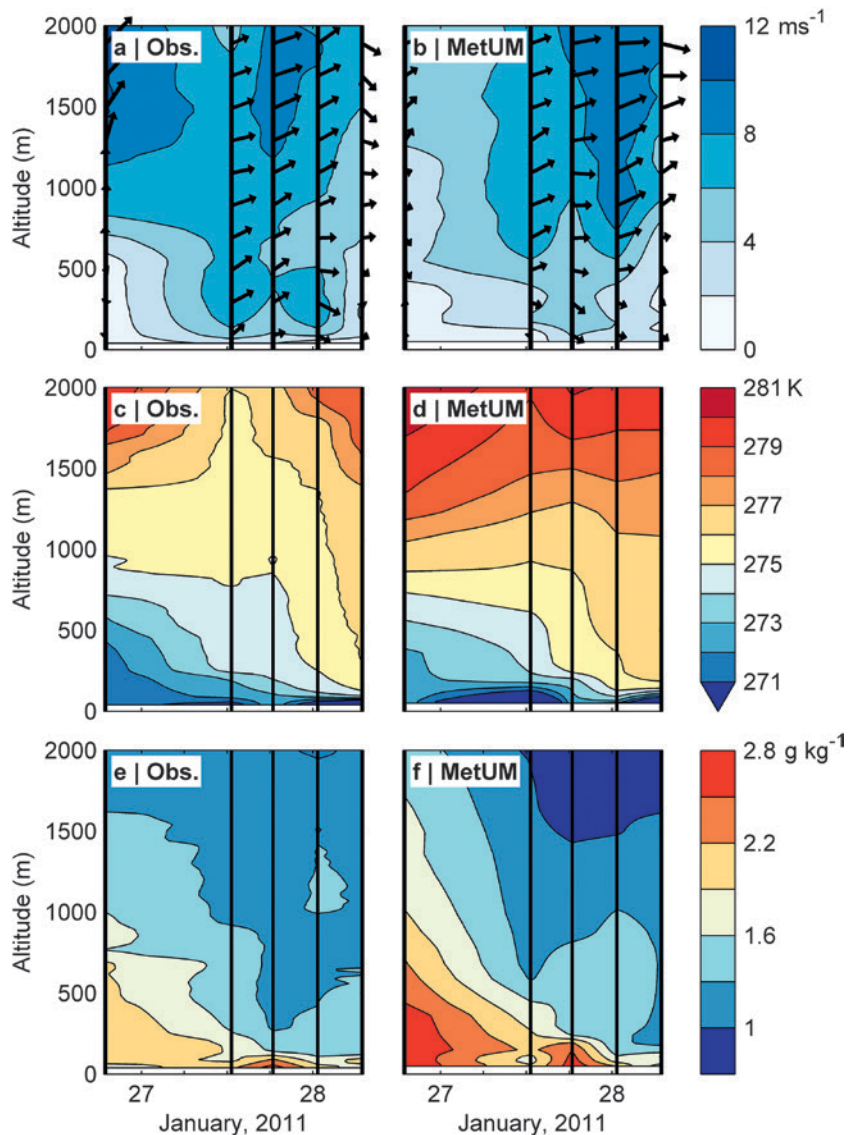 2000
1500
1000
500
0
Altitude (m)
a | Obs.
b | MetUM
12 ms-1
8
4
0
2000
1500
1000
500
0
Altitude (m)
c | Obs.
d | MetUM
281 K
279
277
275
273
271
2000
1500
1000
500
0
Altitude (m)
e | Obs.
f | MetUM
2.8 g kg-1
2.2
1.6
1
27
28
January, 2011
27
28
January, 2011